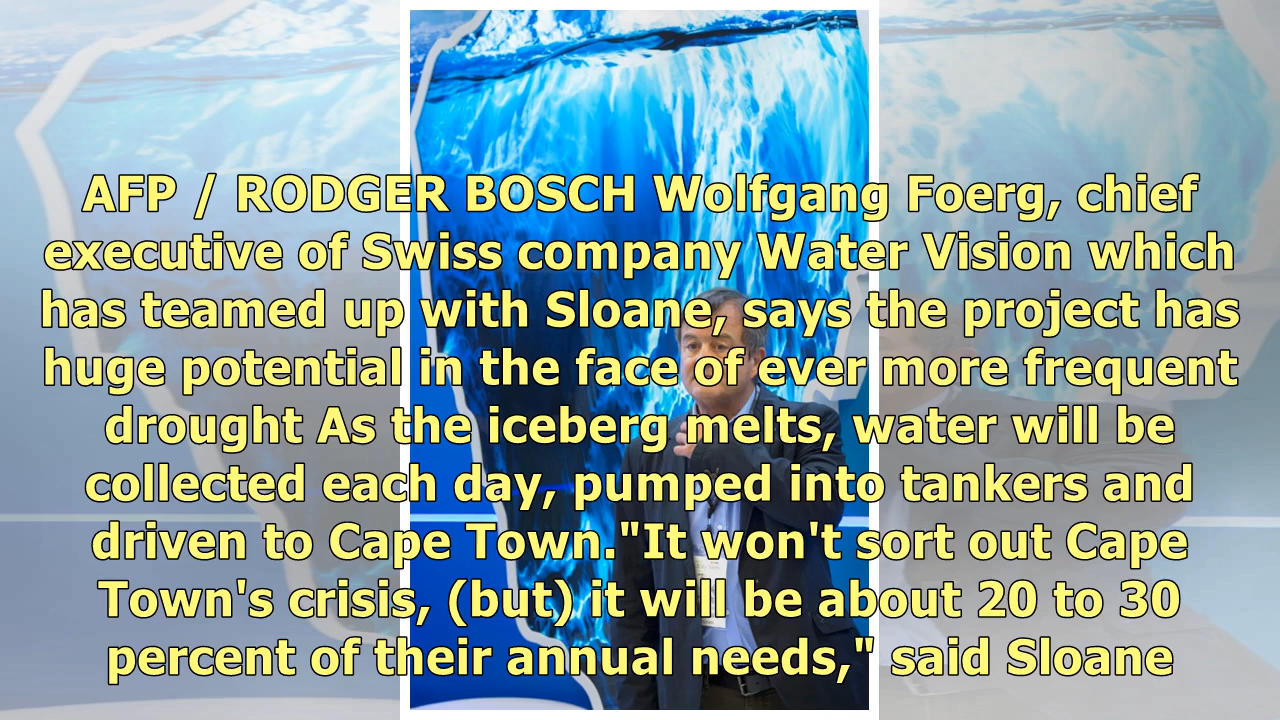 AFP / RODGER BOSCH Wolfgang Foerg, chief
executive of Swiss company Water Vision which
has teamed up with Sloane, says the project has
huge potential in the face of ever more frequent
drought As the iceberg melts, water will be
collected each day, pumped into tankers and
driven to Cape Town."It won't sort out Cape
Town's crisis, (but) it will be about 20 to 30
percent of their annual needs," said Sloane